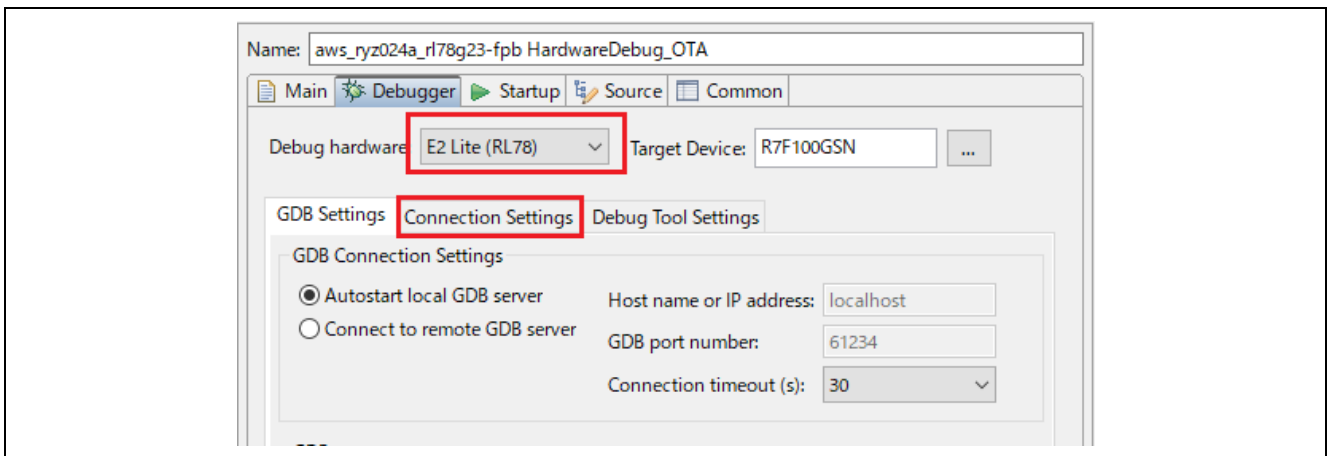 Name: aws_ryz024a_rl78g23-fpb HardwareDebug_OTA
Main Debugger Startup Source Common
Debug hardware E2 Lite (RL78) Target Device: R7F100GSN ...
GDB Settings Connection Settings Debug Tool Settings
GDB Connection Settings
Autostart local GDB server Host name or IP address: localhost
Connect to remote GDB server
GDB port number: 61234
Connection timeout (s): 30